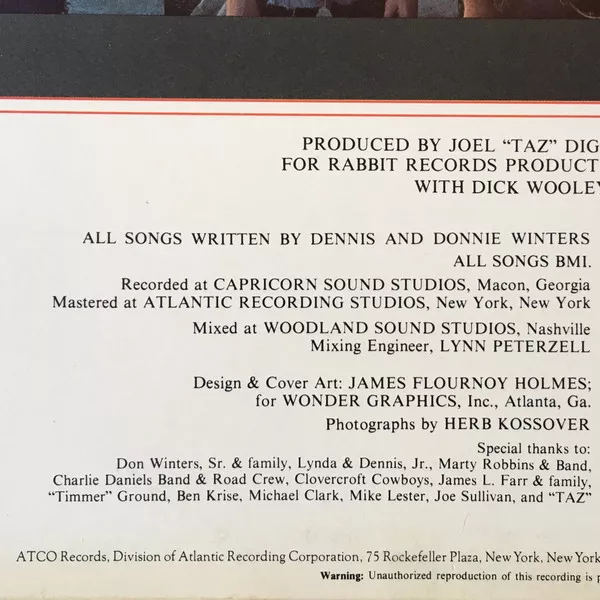 PRODUCED BY JOEL “TAZ” DIG
FOR RABBIT RECORDS PRODUCT
WITH DICK WOOLEY
ALL SONGS WRITTEN BY DENNIS AND DONNIE WINTERS
ALL SONGS BMI.
Recorded at CAPRICORN SOUND STUDIOS, Macon, Georgia
Mastered at ATLANTIC RECORDING STUDIOS, New York, New York
Mixed at WOODLAND SOUND STUDIOS, Nashville
Mixing Engineer, LYNN PETERZELL
Design & Cover Art: JAMES FLOURNOY HOLMES;
for WONDER GRAPHICS, Inc., Atlanta, Ga.
Photographs by HERB KOSSOVER
Special thanks to:
Don Winters, Sr. & family, Lynda & Dennis, Jr., Marty Robbins & Band,
Charlie Daniels Band & Road Crew, Clovercroft Cowboys, James L. Farr & family,
“Timmer” Ground, Ben Krise, Michael Clark, Mike Lester, Joe Sullivan, and “TAZ”
ATCO Records, Division of Atlantic Recording Corporation, 75 Rockefeller Plaza, New York, New York
Warning: Unauthorized reproduction of this recording is p